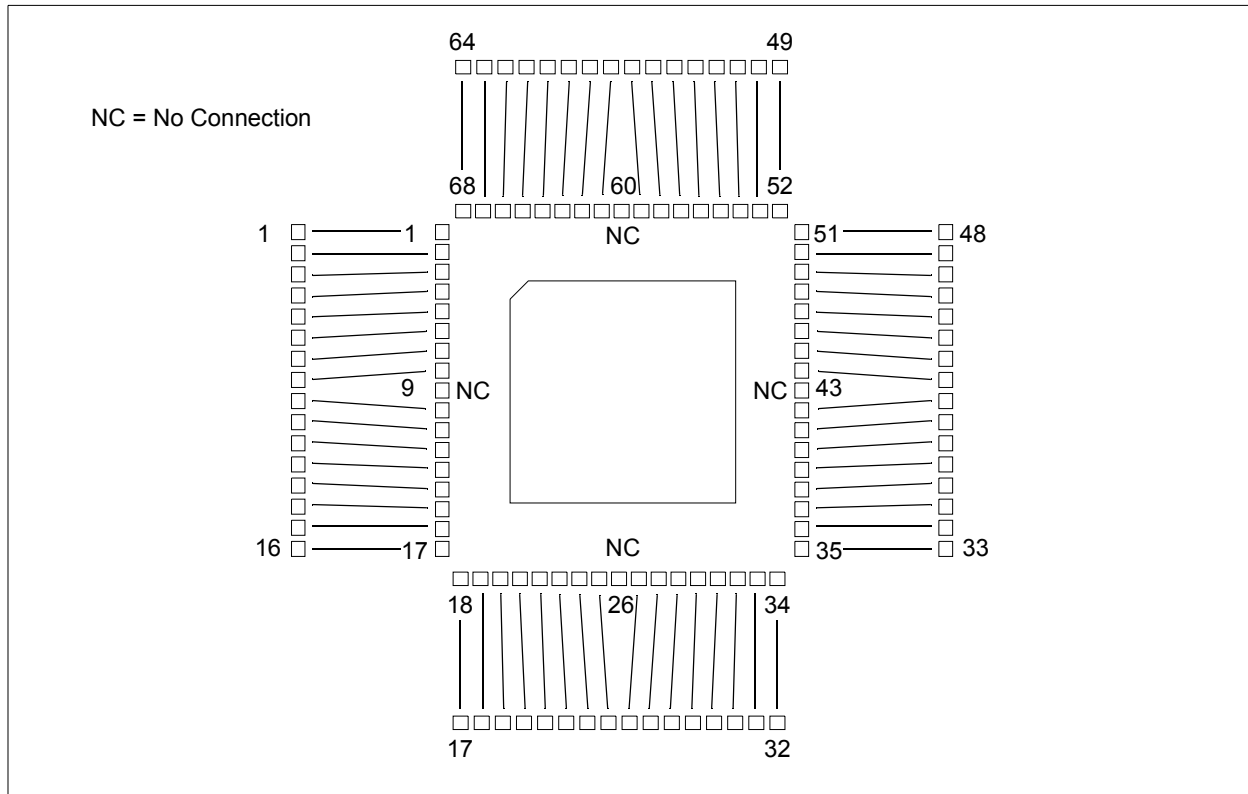 64 49
NC = No Connection
68 60 52
1 1 NC 51 48
9 NC NC 43
16 17 NC 35 33
18 26 34
17 32